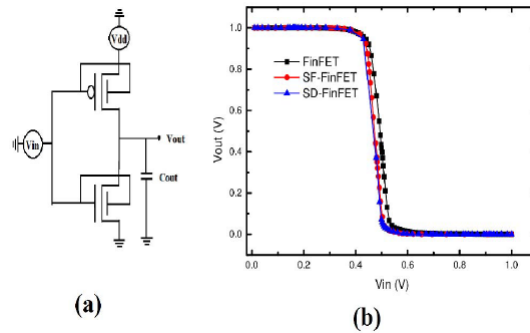 Vdd
Vin
Vout
Cout
(a)
Vout (V)
1.0
0.8
0.6
0.4
0.2
0.0
FinFET
SF-FinFET
SD-FinFET
0.0 0.2 0.4 0.6 0.8 1.0
Vin (V)
(b)